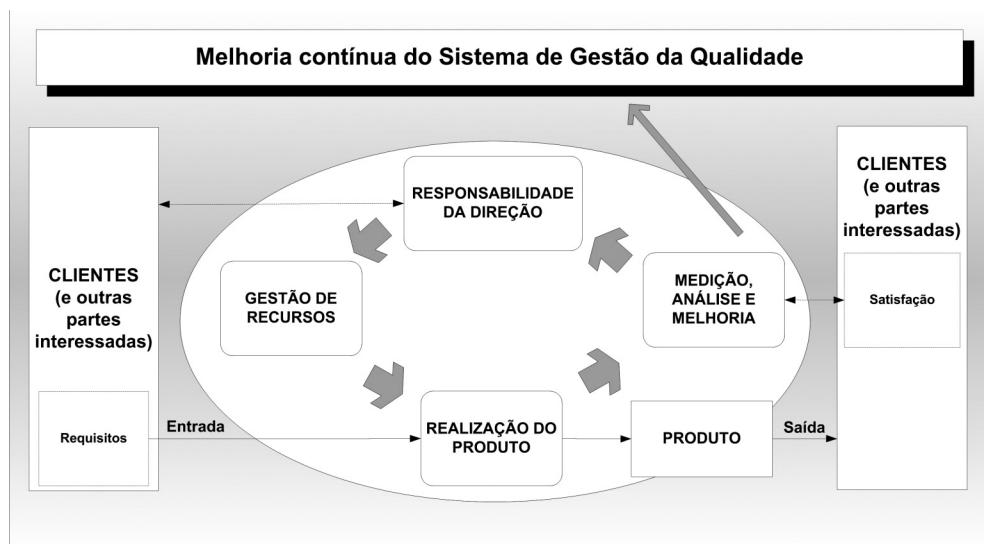 Melhoria contínua do Sistema de Gestão da Qualidade
CLIENTES
(e outras
partes
interessadas)
Requisitos
Entrada
RESPONSABILIDADE
DA DIREÇÃO
GESTÃO DE
RECURSOS
MEDIÇÃO,
ANÁLISE E
MELHORIA
REALIZAÇÃO DO
PRODUTO
PRODUTO
Saída
CLIENTES
(e outras
partes
interessadas)
Satisfação